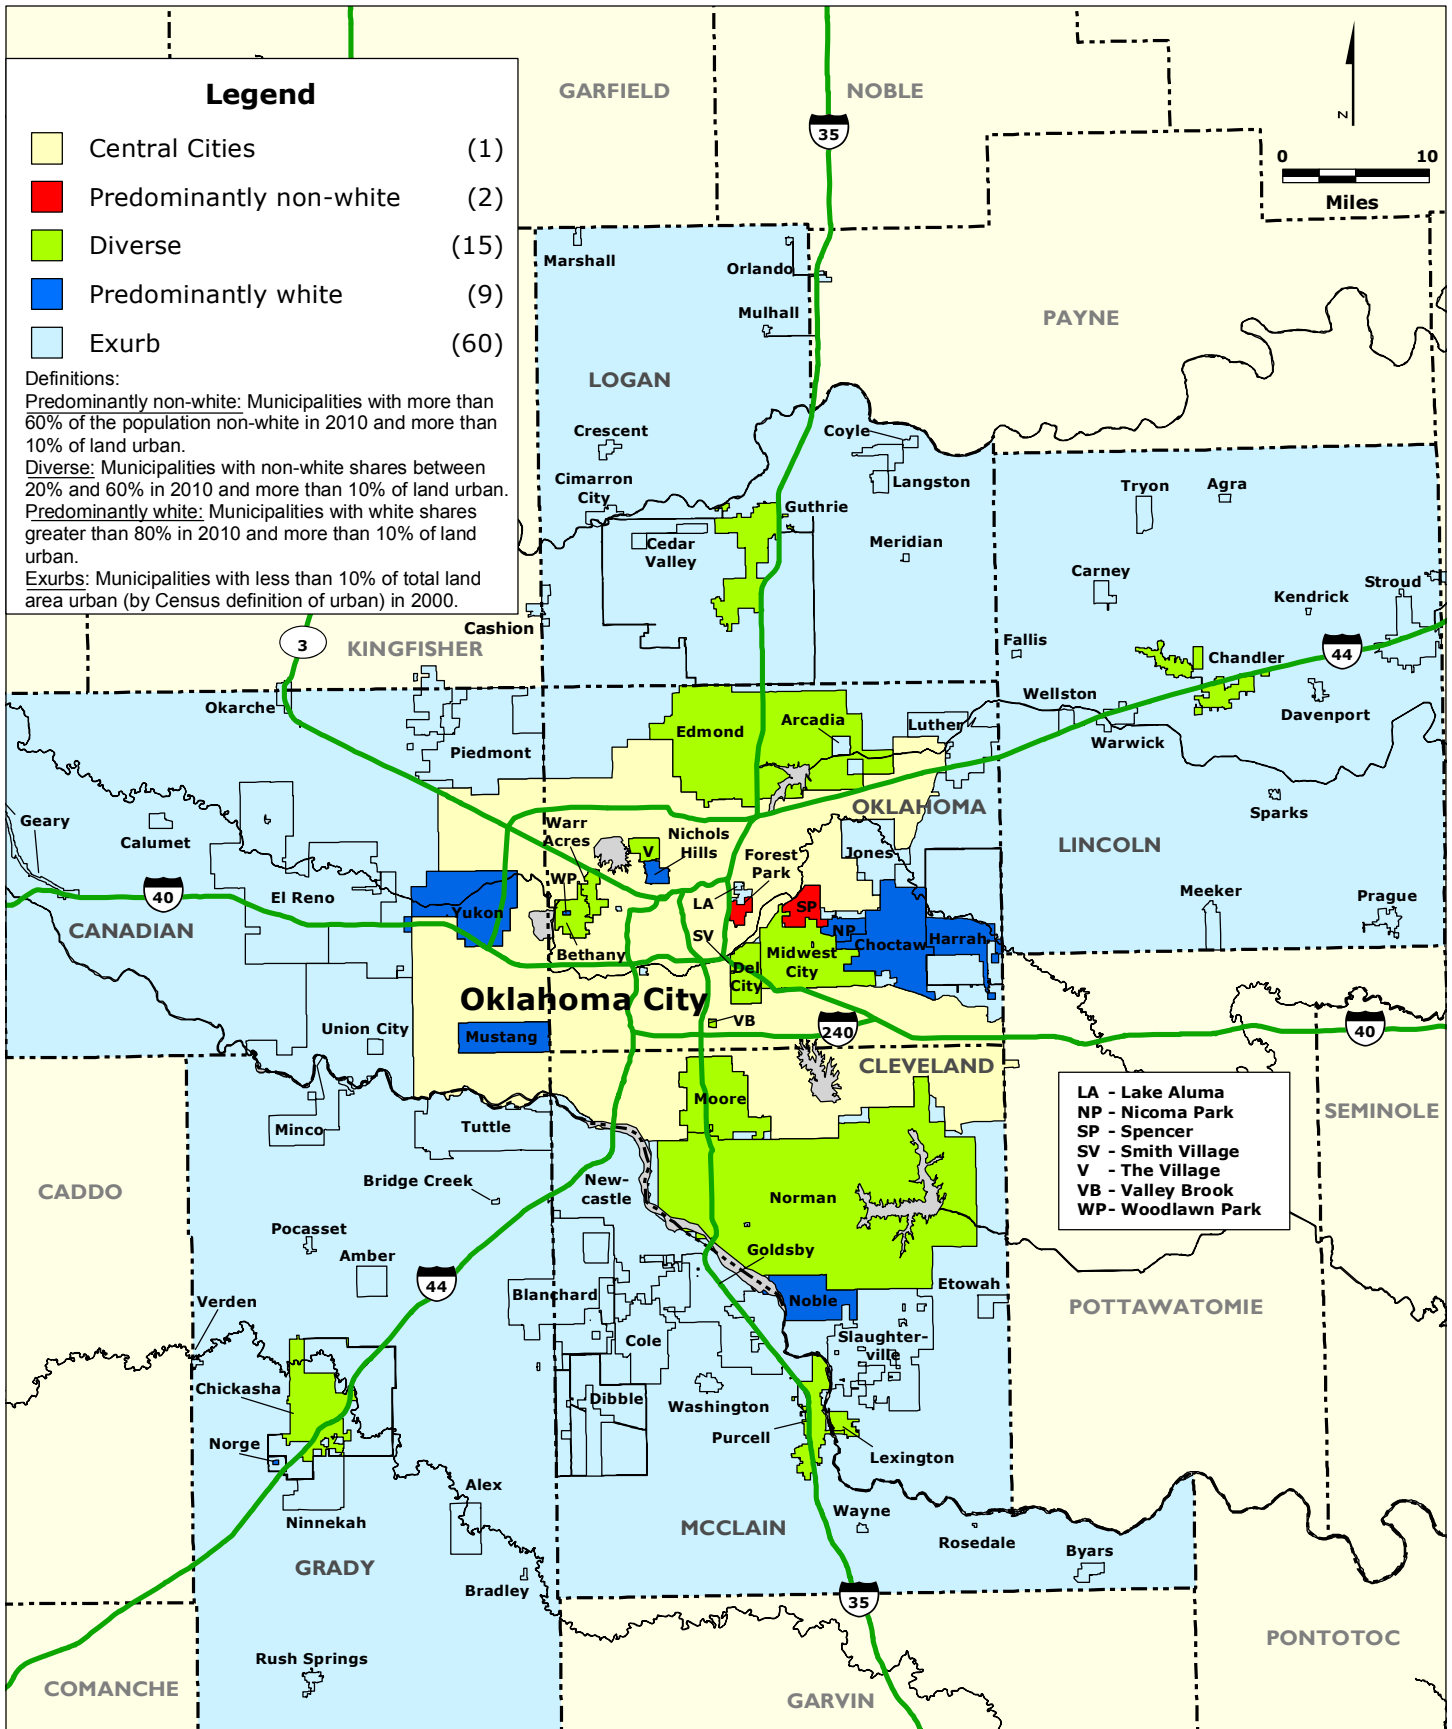 Legend
Central Cities (1)
Predominantly non-white (2)
Diverse (15)
Predominantly white (9)
Exurb (60)
Definitions:
Predominantly non-white: Municipalities with more than
60% of the population non-white in 2010 and more than
10% of land urban.
Diverse: Municipalities with non-white shares between
20% and 60% in 2010 and more than 10% of land urban.
Predominantly white: Municipalities with white shares
greater than 80% in 2010 and more than 10% of land
urban.
Exurbs: Municipalities with less than 10% of total land
area urban (by Census definition of urban) in 2000.
GARFIELD
NOBLE
35
N
0 10
Miles
Marshall
Orlando
Mulhall
PAYNE
LOGAN
Crescent
Coyle
Cimarron
City
Langston
Tryon
Agra
Guthrie
Cedar
Valley
Meridian
Carney
Kendrick
Stroud
Cashion
3
KINGFISHER
Fallis
44
Chandler
Okarche
Wellston
Davenport
Piedmont
Edmond
Arcadia
Luther
Warwick
OKLAHOMA
Sparks
Geary
Calumet
Warr
Acres
Nichols
Hills
V
Forest
Park
Jones
LINCOLN
El Reno
40
WP
LA
SP
Meeker
Prague
CANADIAN
Yukon
SV
NP
Choctaw
Harrah
Bethany
Midwest
City
Del
City
Oklahoma City
VB
240
40
Union City
Mustang
CLEVELAND
Moore
LA - Lake Aluma
NP - Nicoma Park
SP - Spencer
SV - Smith Village
V - The Village
VB - Valley Brook
WP- Woodlawn Park
SEMINOLE
Minco
Tuttle
CADDO
Bridge Creek
New-
castle
Norman
Pocasset
Amber
Goldsby
44
Etowah
Verden
Blanchard
Noble
POTTAWATOMIE
Cole
Slaughter-
ville
Chickasha
Dibble
Washington
Norge
Purcell
Lexington
Alex
Ninnekah
MCCLAIN
Wayne
Rosedale
Byars
GRADY
Bradley
35
PONTOTOC
Rush Springs
COMANCHE
GARVIN